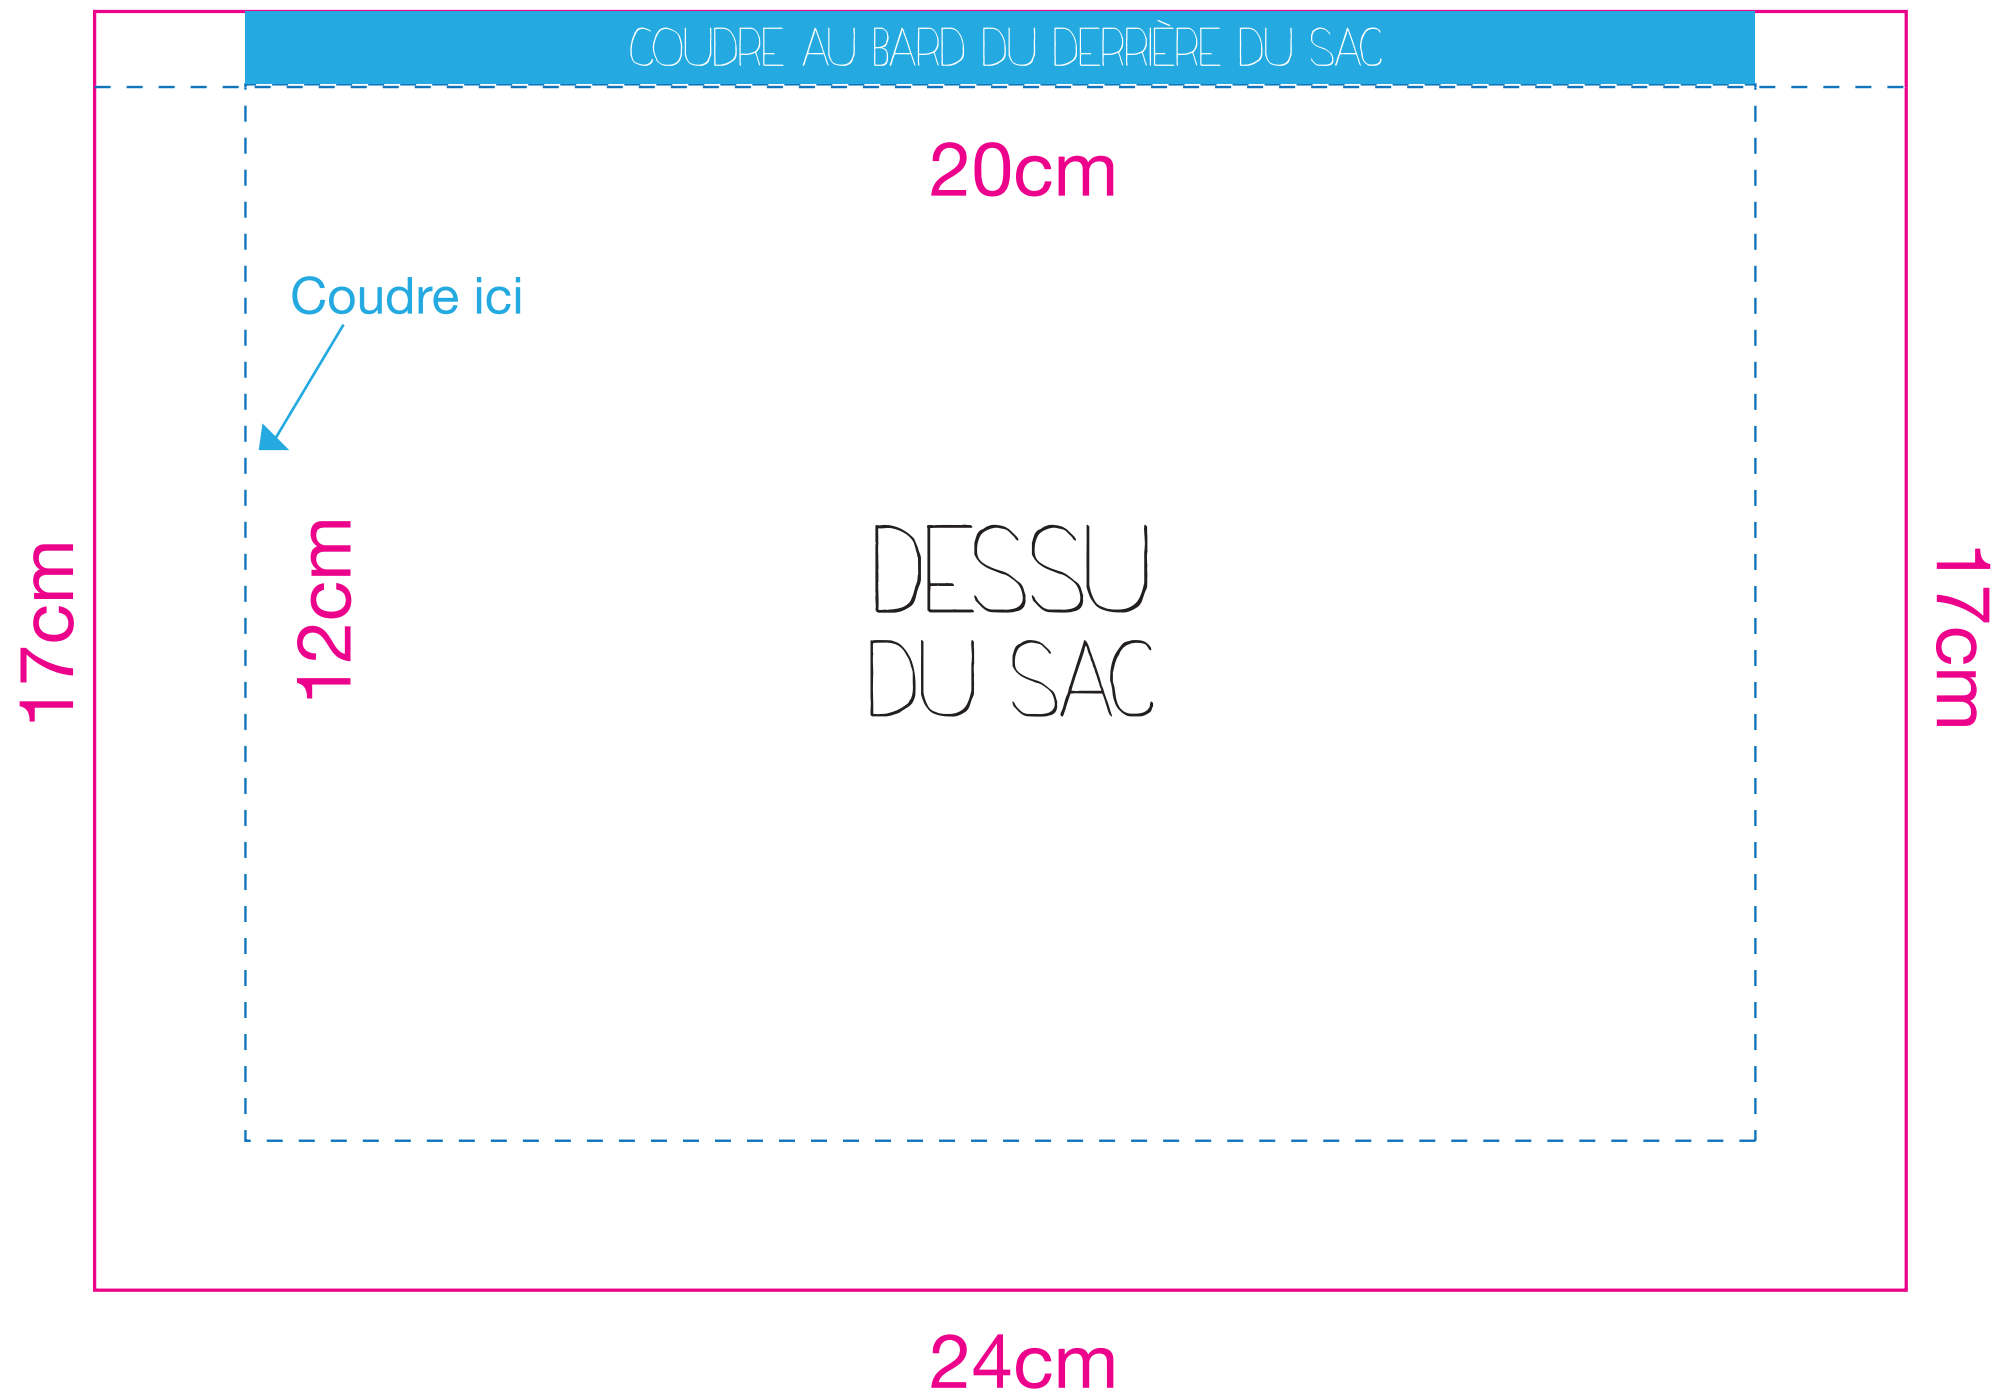 COUDRE AU BARD DU DERRIÈRE DU SAC
20cm
Coudre ici
17cm
12cm
DESSU
DU SAC
17cm
24cm